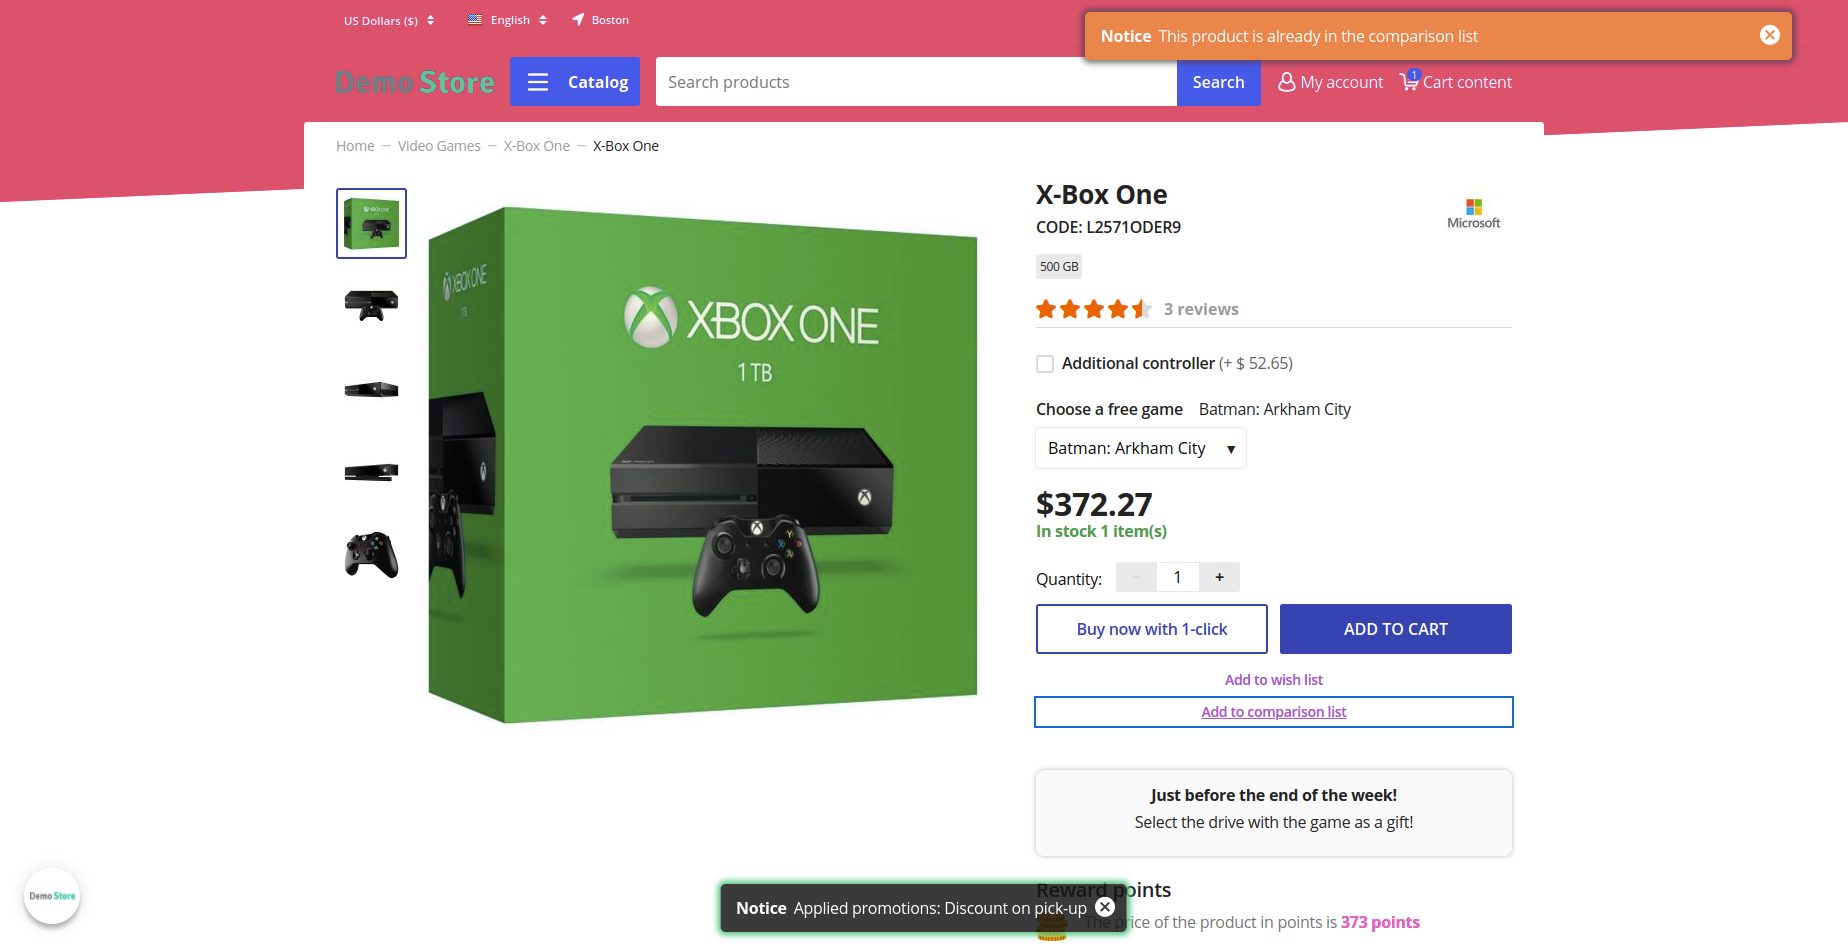 US Dollars ($)
English
Boston
Notice This product is already in the comparison list
Demo Store
Catalog
Search products
Search
My account
1
Cart content
Home – Video Games – X-Box One – X-Box One
XBOX ONE
XBOX ONE
1 TB
X-Box One
Microsoft
CODE: L2571ODER9
500 GB
3 reviews
Additional controller (+ $ 52.65)
Choose a free game Batman: Arkham City
Batman: Arkham City
$372.27
In stock 1 item(s)
Quantity: − 1 +
Buy now with 1-click
ADD TO CART
Add to wish list
Add to comparison list
Just before the end of the week!
Select the drive with the game as a gift!
Reward points
The price of the product in points is 373 points
Notice Applied promotions: Discount on pick-up
Demo Store